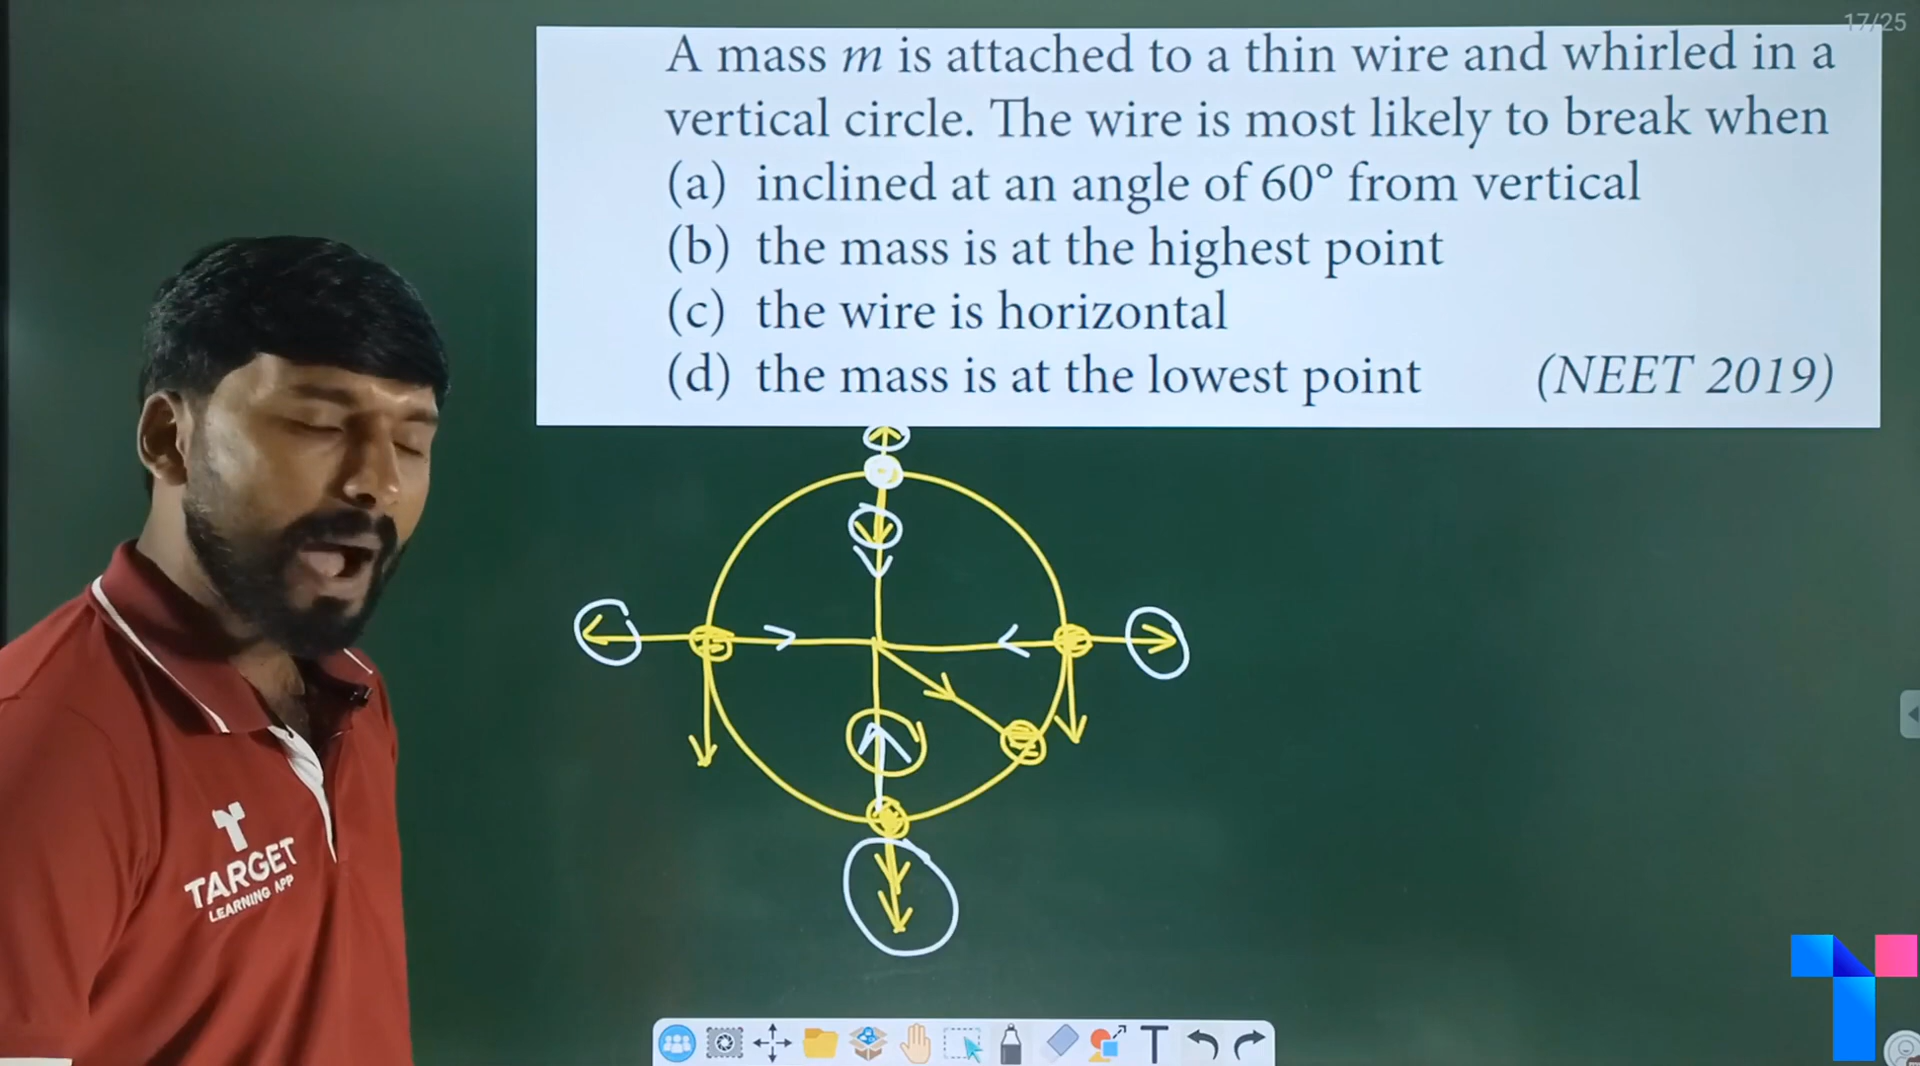 17/25
A mass m is attached to a thin wire and whirled in a
vertical circle. The wire is most likely to break when
(a) inclined at an angle of 60° from vertical
(b) the mass is at the highest point
(c) the wire is horizontal
(d) the mass is at the lowest point (NEET 2019)
TARGET
LEARNING APP